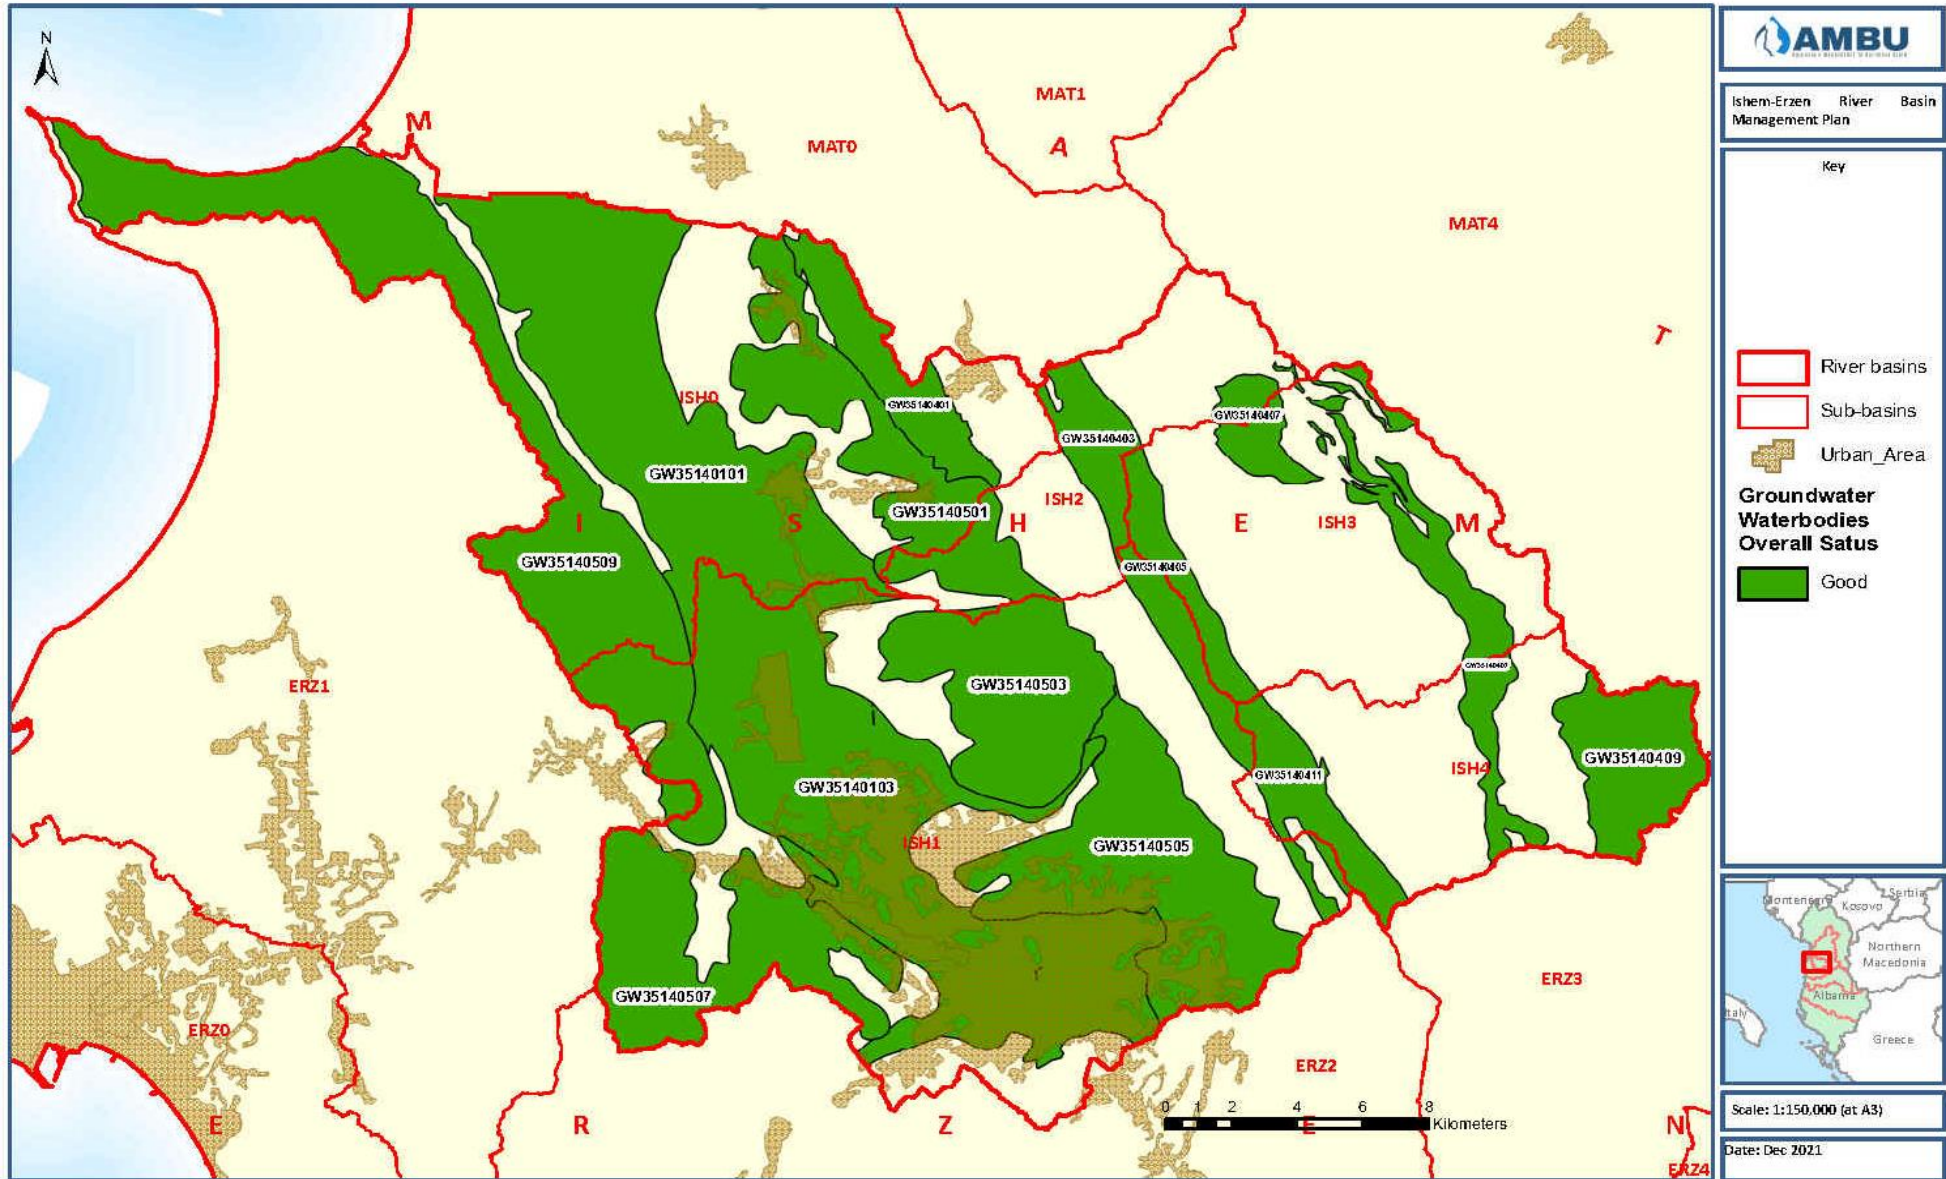 N
M
MAT1
A
MAT0
MAT4
T
ISH0
GW35140401
GW35140403
GW35140407
GW35140101
GW35140501
ISH2
H
S
I
E
ISH3
M
GW35140509
GW35140405
GW35140503
ERZ1
GW35140103
ISH1
GW35140505
GW35140411
ISH4
GW35140409
GW35140507
ERZ0
ERZ2
ERZ3
E
R
Z
E
N
ERZ4
0 1 2 4 6 8
Kilometers
AMBU
Ishem-Erzen River Basin
Management Plan
Key
River basins
Sub-basins
Urban_Area
Groundwater
Waterbodies
Overall Satus
Good
Montenegro
Kosovo
Serbia
Northern
Macedonia
Albania
Italy
Greece
Scale: 1:150,000 (at A3)
Date: Dec 2021